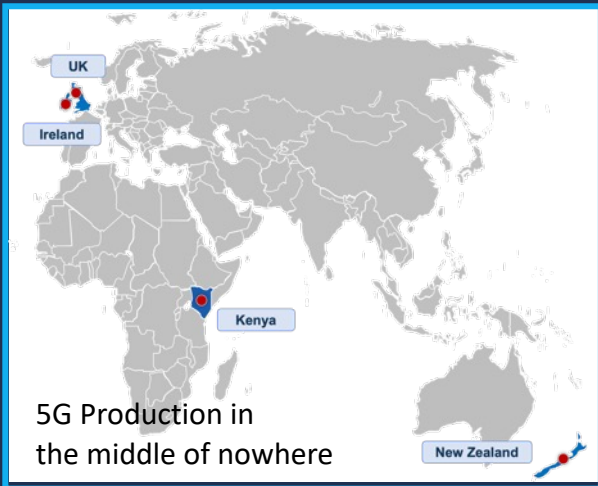 UK
Ireland
Kenya
5G Production in
the middle of nowhere
New Zealand